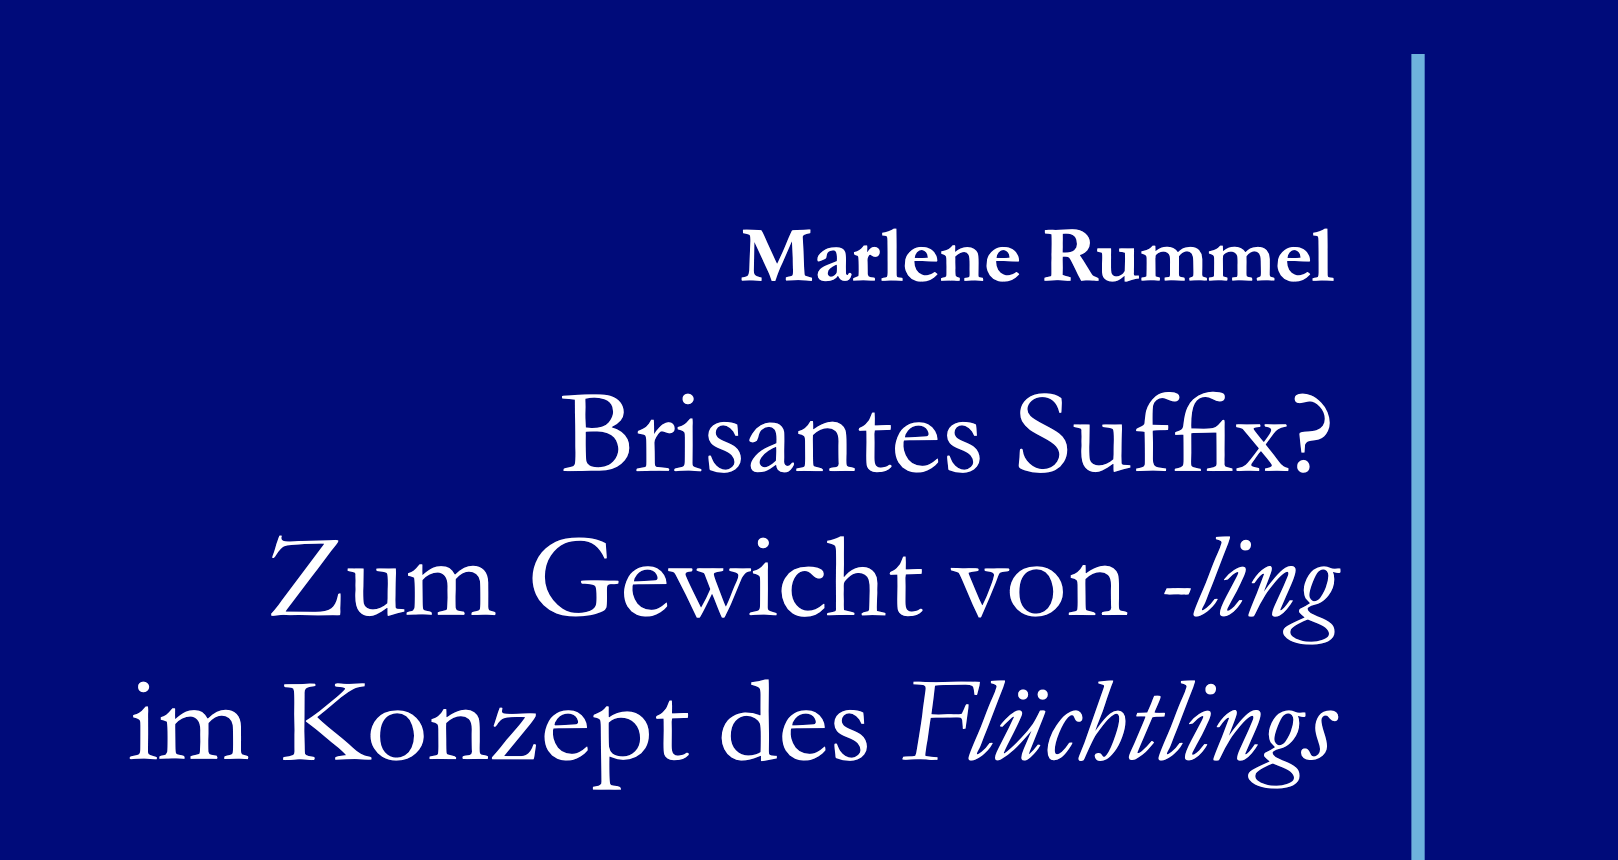 Marlene Rummel
Brisantes Suffix?
Zum Gewicht von -ling
im Konzept des Flüchtlings